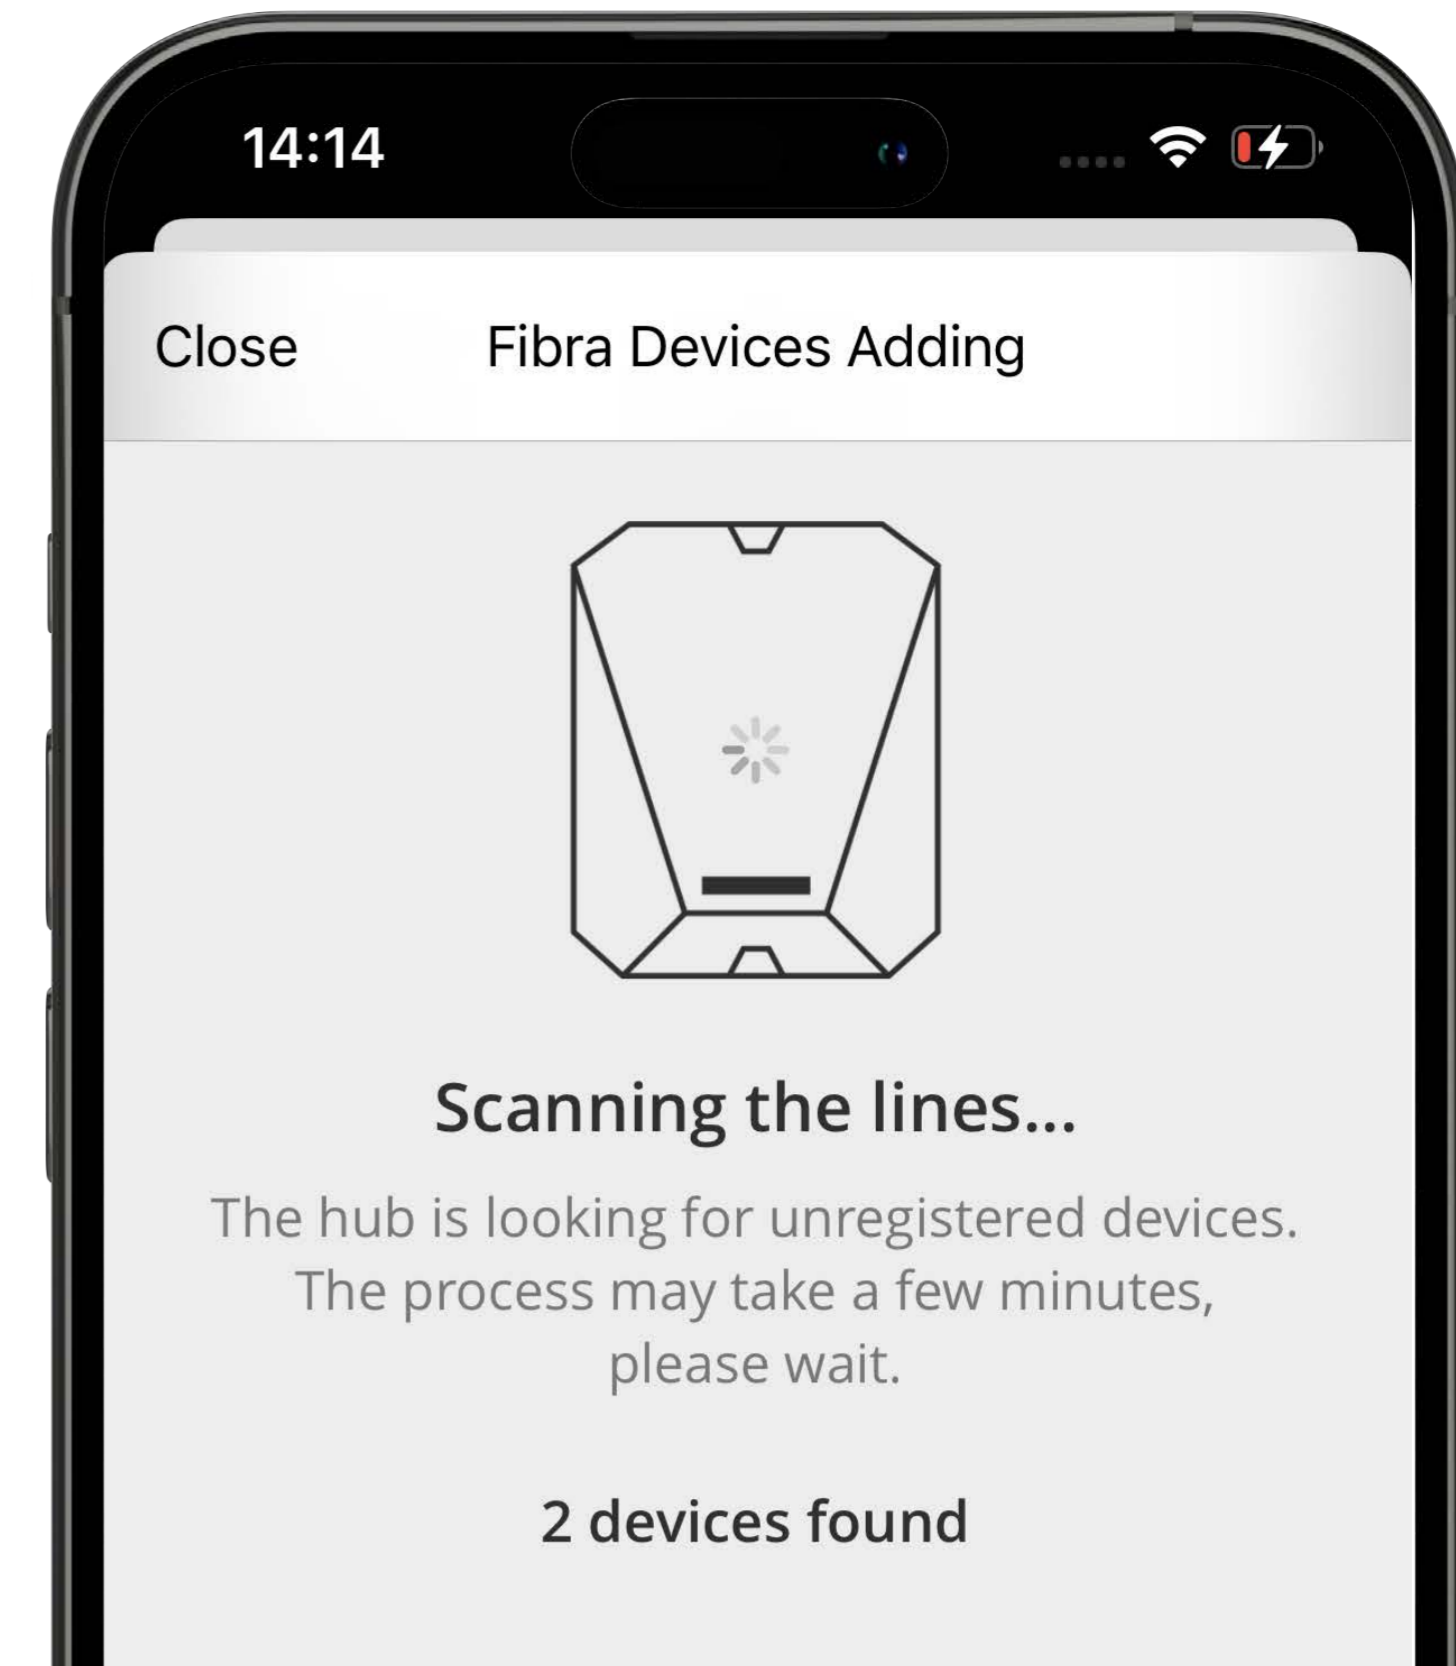 14:14
Close
Fibra Devices Adding
Scanning the lines...
The hub is looking for unregistered devices.
The process may take a few minutes,
please wait.
2 devices found